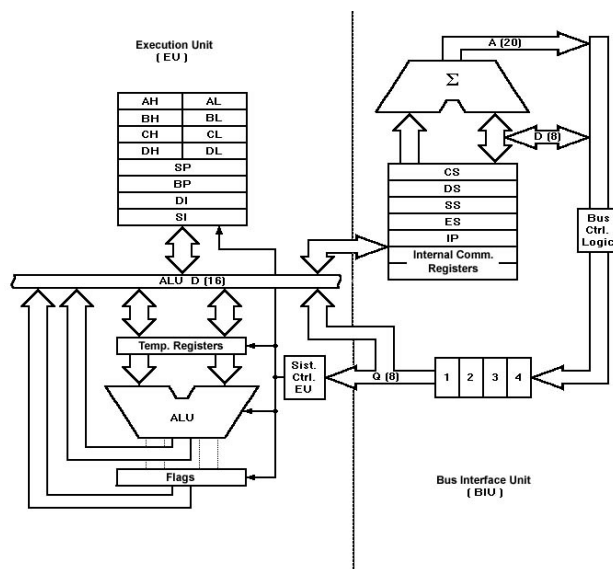 Execution Unit
( EU )
AH AL
BH BL
CH CL
DH DL
SP
BP
DI
SI
ALU D (16)
Temp. Registers
ALU
Flags
Sist.
Ctrl.
EU
A (20)
Σ
D (8)
CS
DS
SS
ES
IP
Internal Comm.
Registers
Bus
Ctrl.
Logic
Q (8)
1 2 3 4
Bus Interface Unit
( BIU )